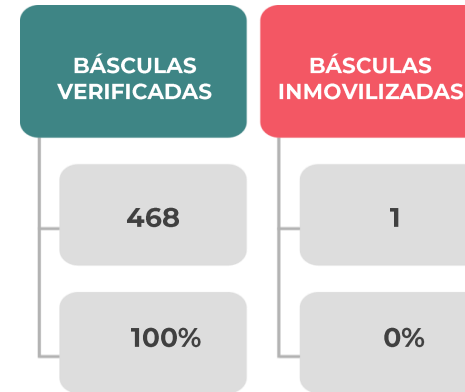 BÁSCULAS
VERIFICADAS
468
100%
BÁSCULAS
INMOVILIZADAS
1
0%